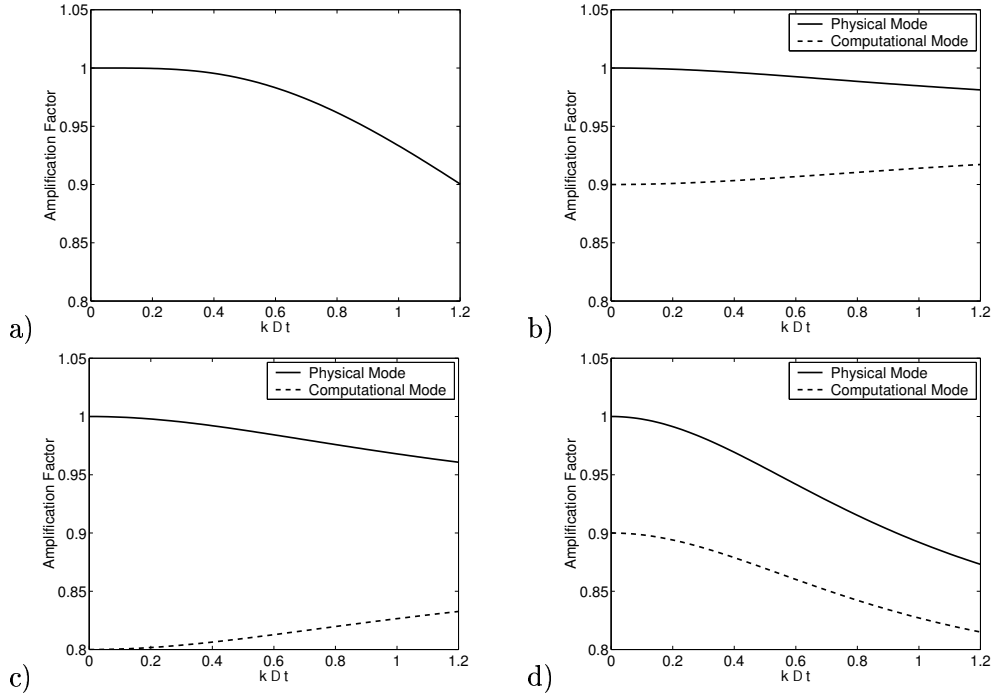 1.05
1
0.95
0.9
0.85
0.8
0 0.2 0.4 0.6 0.8 1 1.2
Amplification Factor
k D t
a)
1.05
1
0.95
0.9
0.85
0.8
0 0.2 0.4 0.6 0.8 1 1.2
Amplification Factor
k D t
Physical Mode
Computational Mode
b)
1.05
1
0.95
0.9
0.85
0.8
0 0.2 0.4 0.6 0.8 1 1.2
Amplification Factor
k D t
Physical Mode
Computational Mode
c)
1.05
1
0.95
0.9
0.85
0.8
0 0.2 0.4 0.6 0.8 1 1.2
Amplification Factor
k D t
Physical Mode
Computational Mode
d)